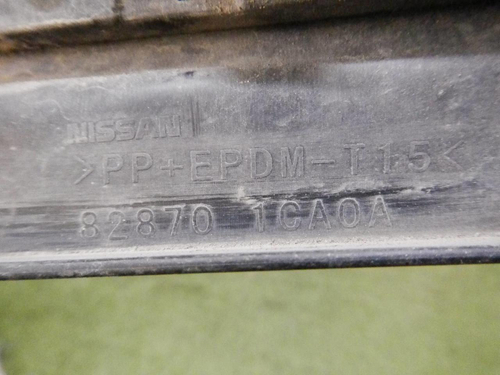 NISSAN
>PP+EPDM-T15<
82870 1CA0A